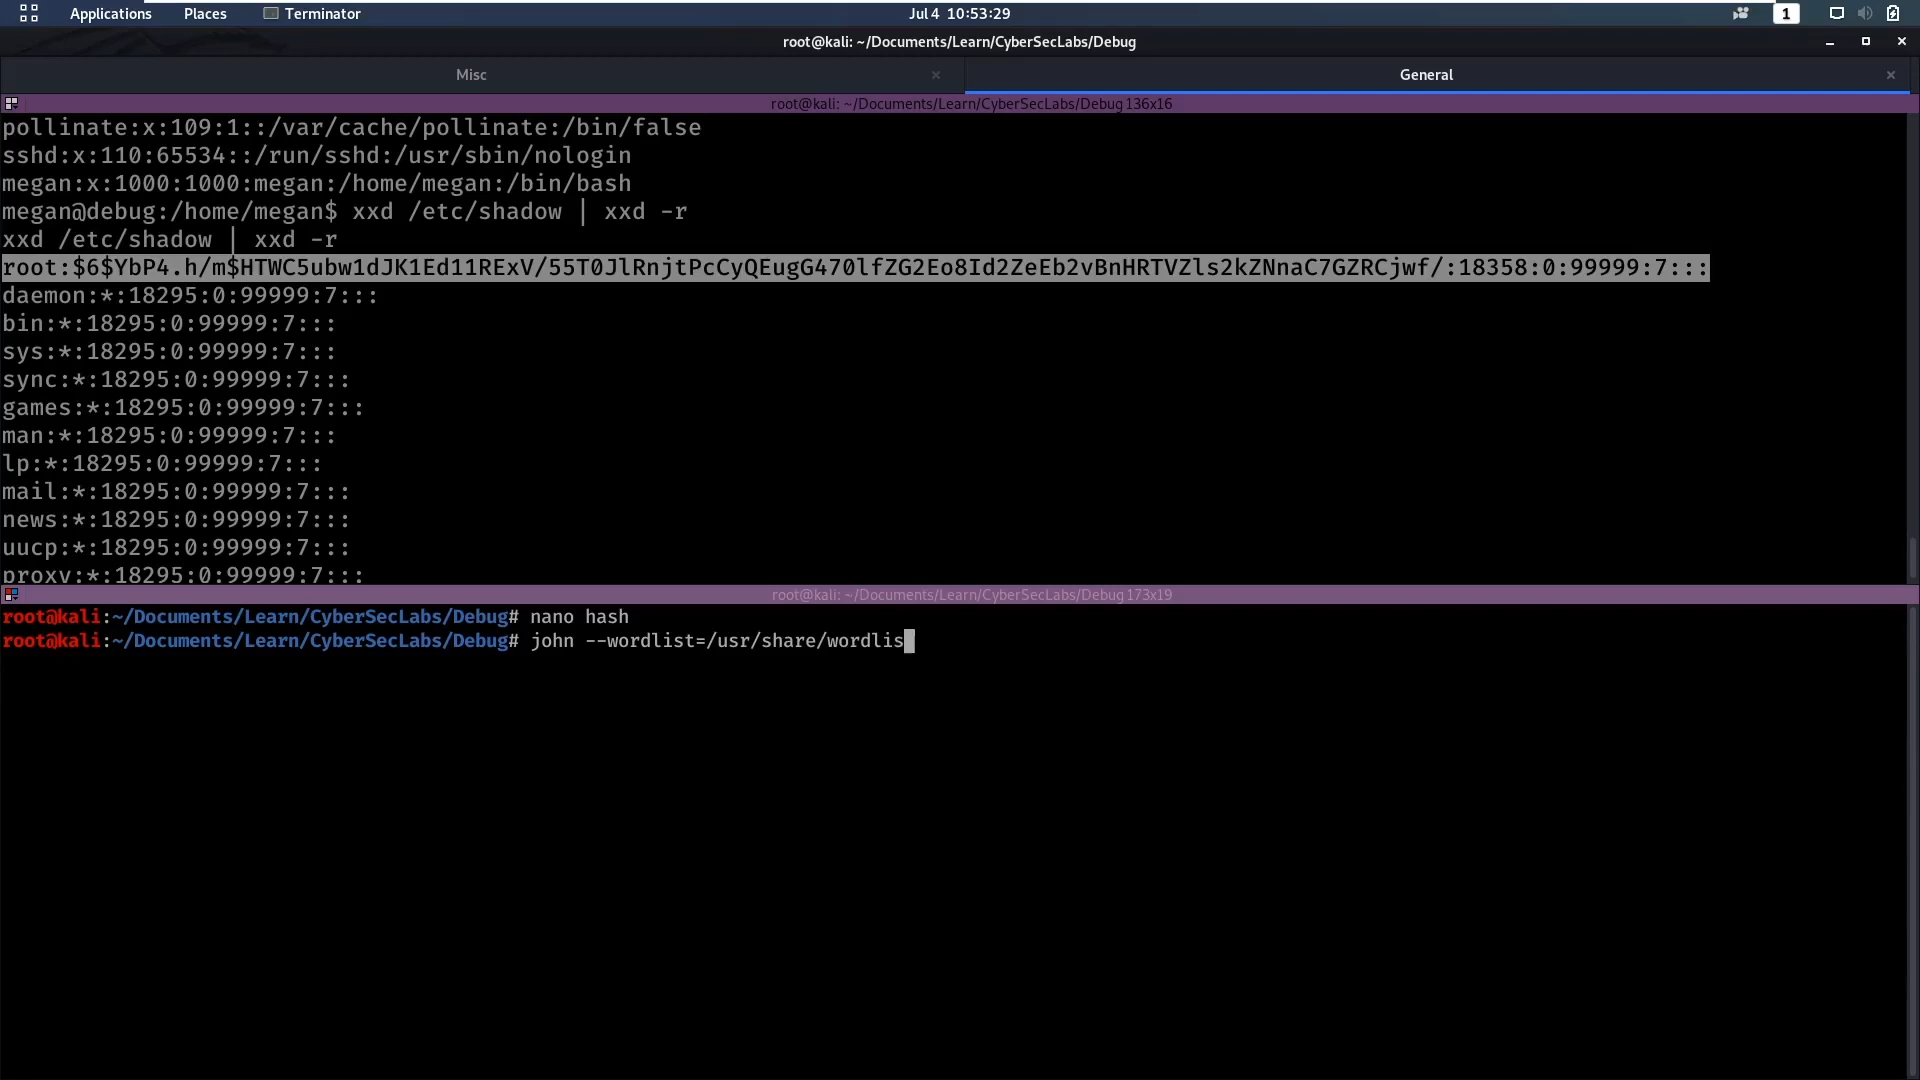 Applications Places Terminator Jul 4 10:53:29 1
root@kali: ~/Documents/Learn/CyberSecLabs/Debug
Misc General
root@kali: ~/Documents/Learn/CyberSecLabs/Debug 136x16
pollinate:x:109:1::/var/cache/pollinate:/bin/false
sshd:x:110:65534::/run/sshd:/usr/sbin/nologin
megan:x:1000:1000:megan:/home/megan:/bin/bash
megan@debug:/home/megan$ xxd /etc/shadow | xxd -r
xxd /etc/shadow | xxd -r
root:$6$YbP4.h/m$HTWC5ubw1dJK1Ed11RExV/55T0JlRnjtPcCyQEugG470lfZG2Eo8Id2ZeEb2vBnHRTVZls2kZNnaC7GZRCjwf/:18358:0:99999:7:::
daemon:*:18295:0:99999:7:::
bin:*:18295:0:99999:7:::
sys:*:18295:0:99999:7:::
sync:*:18295:0:99999:7:::
games:*:18295:0:99999:7:::
man:*:18295:0:99999:7:::
lp:*:18295:0:99999:7:::
mail:*:18295:0:99999:7:::
news:*:18295:0:99999:7:::
uucp:*:18295:0:99999:7:::
proxy:*:18295:0:99999:7:::
root@kali: ~/Documents/Learn/CyberSecLabs/Debug 173x19
root@kali:~/Documents/Learn/CyberSecLabs/Debug# nano hash
root@kali:~/Documents/Learn/CyberSecLabs/Debug# john --wordlist=/usr/share/wordlis